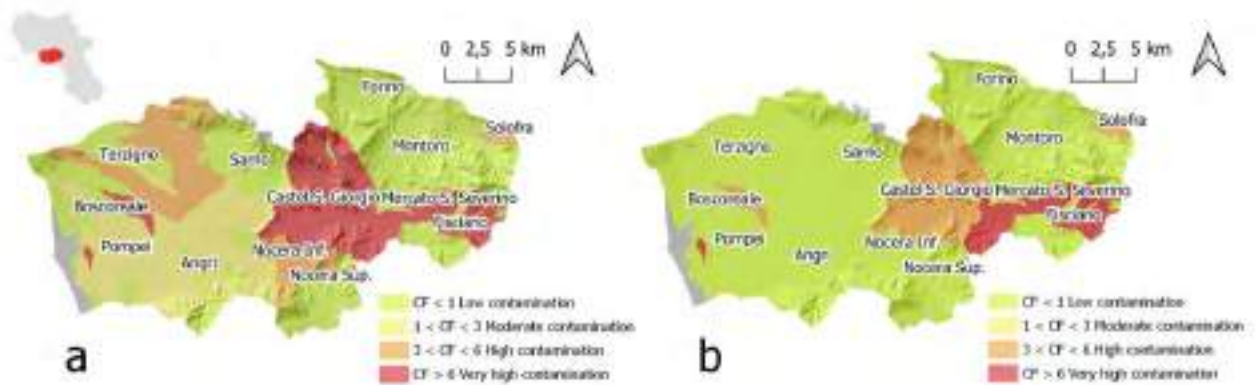 0 2,5 5 km
Forino
Solofra
Montoro
Terzigno
Sarno
Castel S. Giorgio Mercato S. Severino
Boscoreale
Fisciano
Pompei
Nocera Inf.
Angri
Nocera Sup.
CF < 1 Low contamination
1 < CF < 3 Moderate contamination
3 < CF < 6 High contamination
CF > 6 Very high contamination
a
0 2,5 5 km
Forino
Solofra
Montoro
Terzigno
Sarno
Castel S. Giorgio Mercato S. Severino
Boscoreale
Fisciano
Pompei
Nocera Inf.
Angri
Nocera Sup.
CF < 1 Low contamination
1 < CF < 3 Moderate contamination
3 < CF < 6 High contamination
CF > 6 Very high contamination
b